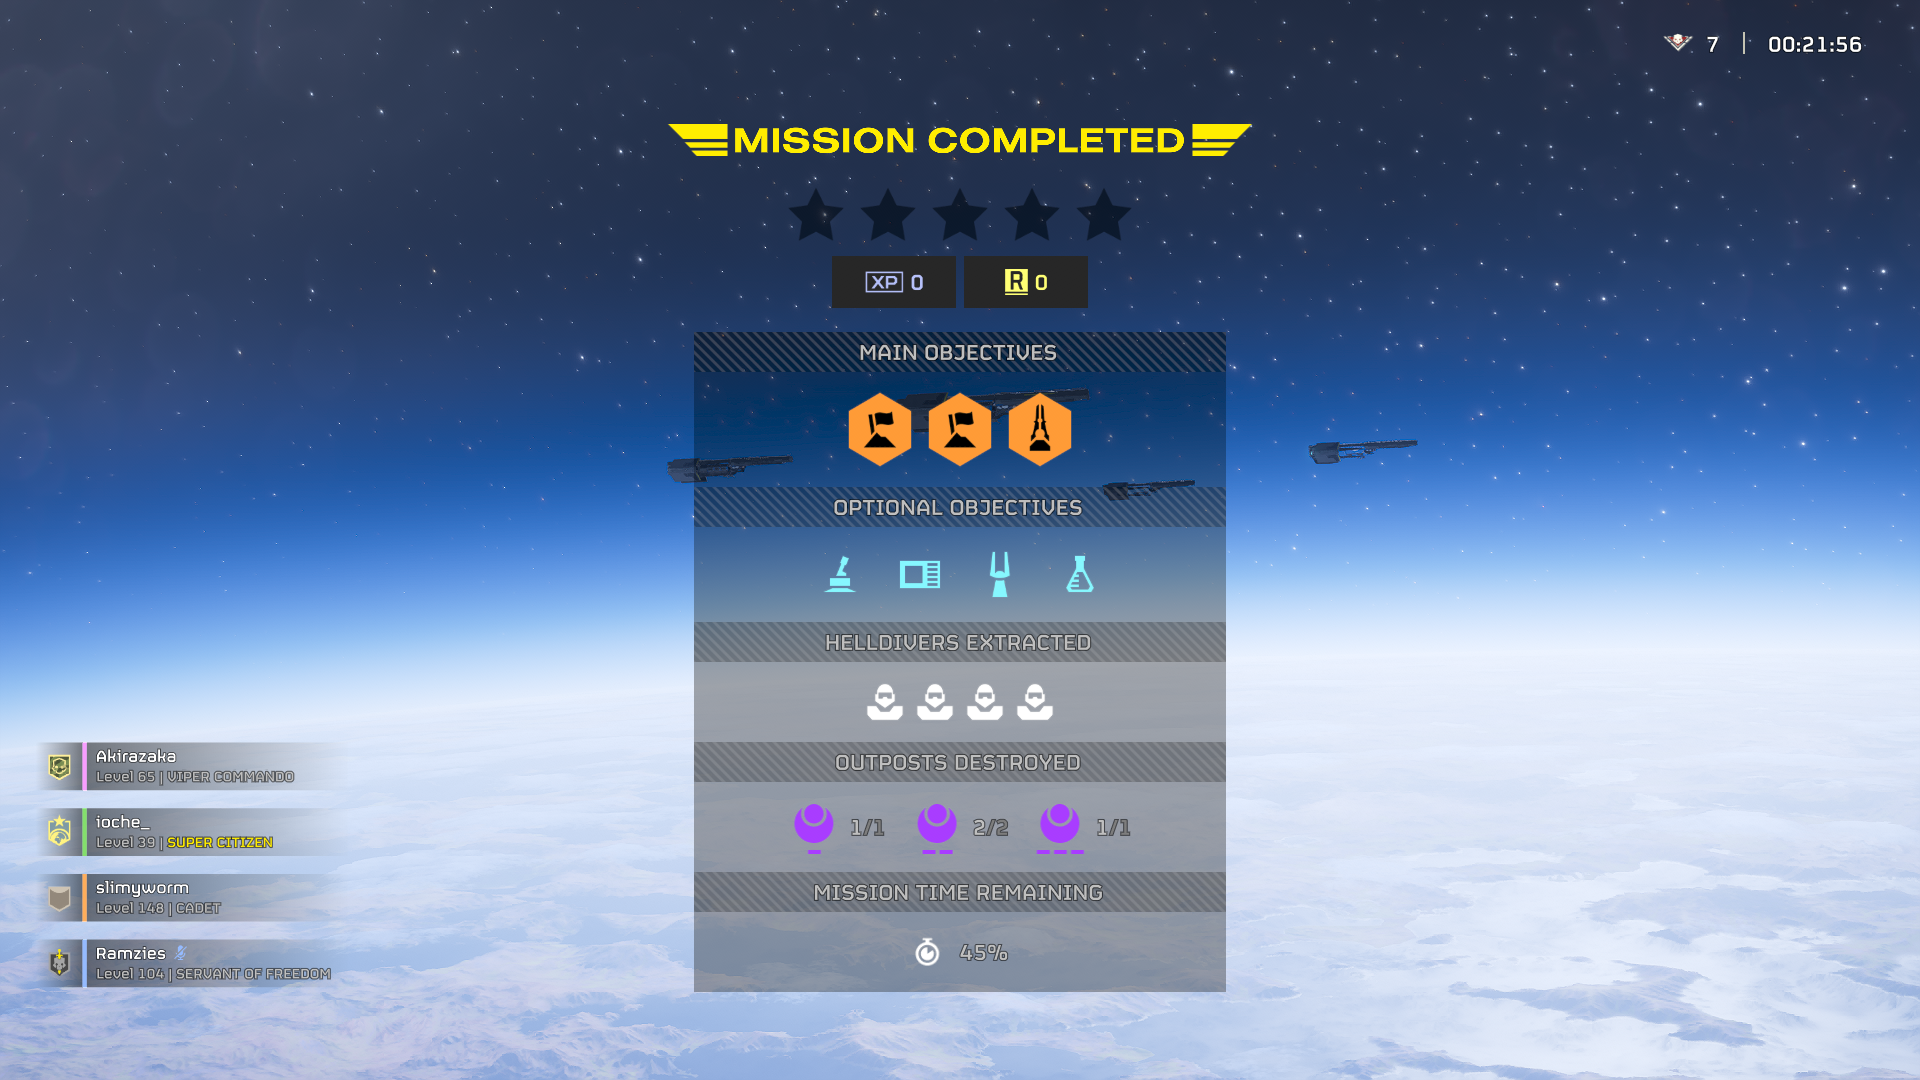 7 | 00:21:56
MISSION COMPLETED
XP 0
R 0
MAIN OBJECTIVES
OPTIONAL OBJECTIVES
HELLDIVERS EXTRACTED
OUTPOSTS DESTROYED
1/1 2/2 1/1
MISSION TIME REMAINING
45%
Akirazaka
Level 65 | VIPER COMMANDO
ioche_
Level 39 | SUPER CITIZEN
slimyworm
Level 148 | CADET
Ramzies
Level 104 | SERVANT OF FREEDOM